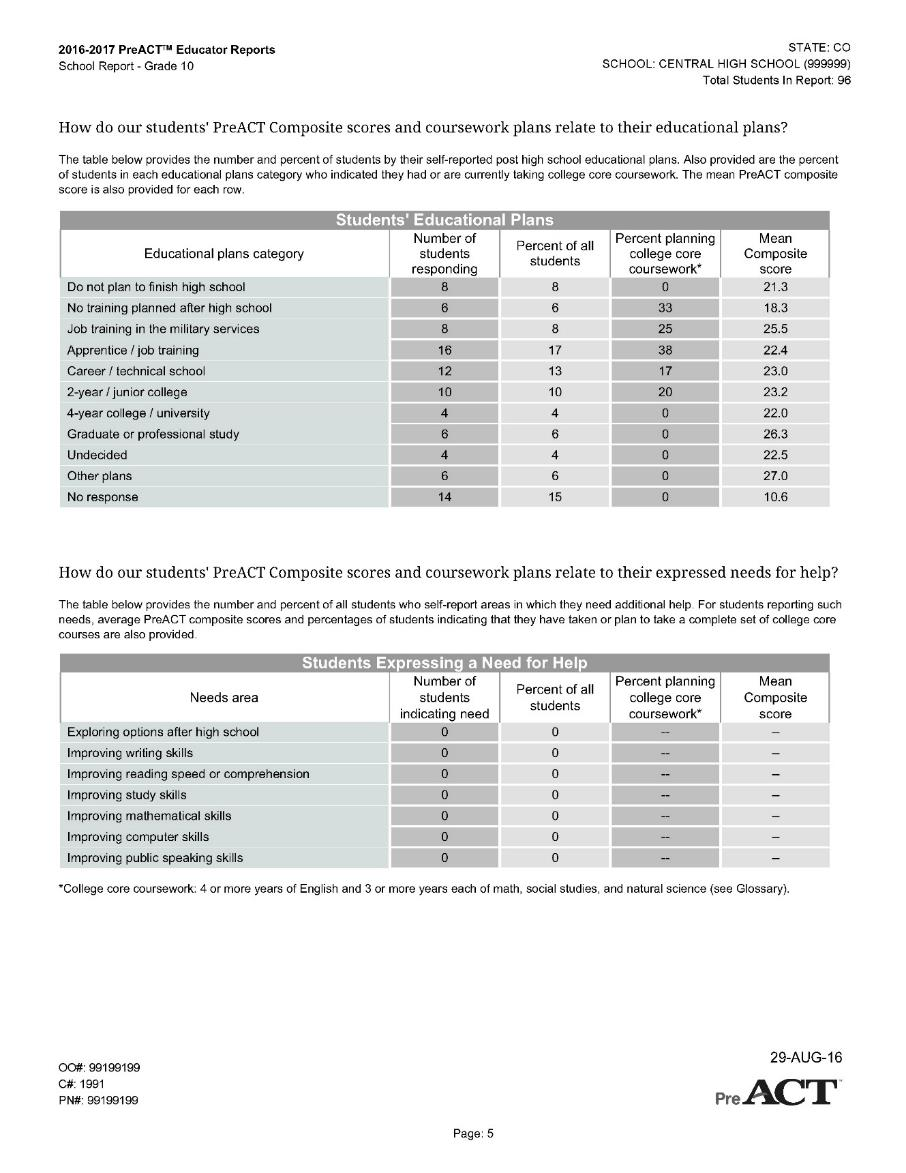 2016-2017 PreACT™ Educator Reports
School Report - Grade 10
STATE: CO
SCHOOL: CENTRAL HIGH SCHOOL (999999)
Total Students In Report: 96
How do our students' PreACT Composite scores and coursework plans relate to their educational plans?
The table below provides the number and percent of students by their self-reported post high school educational plans. Also provided are the percent
of students in each educational plans category who indicated they had or are currently taking college core coursework. The mean PreACT composite
score is also provided for each row.
Students' Educational Plans
Educational plans category
Number of
students
responding
Percent of all
students
Percent planning
college core
coursework*
Mean
Composite
score
Do not plan to finish high school 8 8 0 21.3
No training planned after high school 6 6 33 18.3
Job training in the military services 8 8 25 25.5
Apprentice / job training 16 17 38 22.4
Career / technical school 12 13 17 23.0
2-year / junior college 10 10 20 23.2
4-year college / university 4 4 0 22.0
Graduate or professional study 6 6 0 26.3
Undecided 4 4 0 22.5
Other plans 6 6 0 27.0
No response 14 15 0 10.6
How do our students' PreACT Composite scores and coursework plans relate to their expressed needs for help?
The table below provides the number and percent of all students who self-report areas in which they need additional help. For students reporting such
needs, average PreACT composite scores and percentages of students indicating that they have taken or plan to take a complete set of college core
courses are also provided.
Students Expressing a Need for Help
Needs area
Number of
students
indicating need
Percent of all
students
Percent planning
college core
coursework*
Mean
Composite
score
Exploring options after high school 0 0 -- --
Improving writing skills 0 0 -- --
Improving reading speed or comprehension 0 0 -- --
Improving study skills 0 0 -- --
Improving mathematical skills 0 0 -- --
Improving computer skills 0 0 -- --
Improving public speaking skills 0 0 -- --
*College core coursework: 4 or more years of English and 3 or more years each of math, social studies, and natural science (see Glossary).
OO#: 99199199
C#: 1991
PN#: 99199199
29-AUG-16
PreACT™
Page: 5